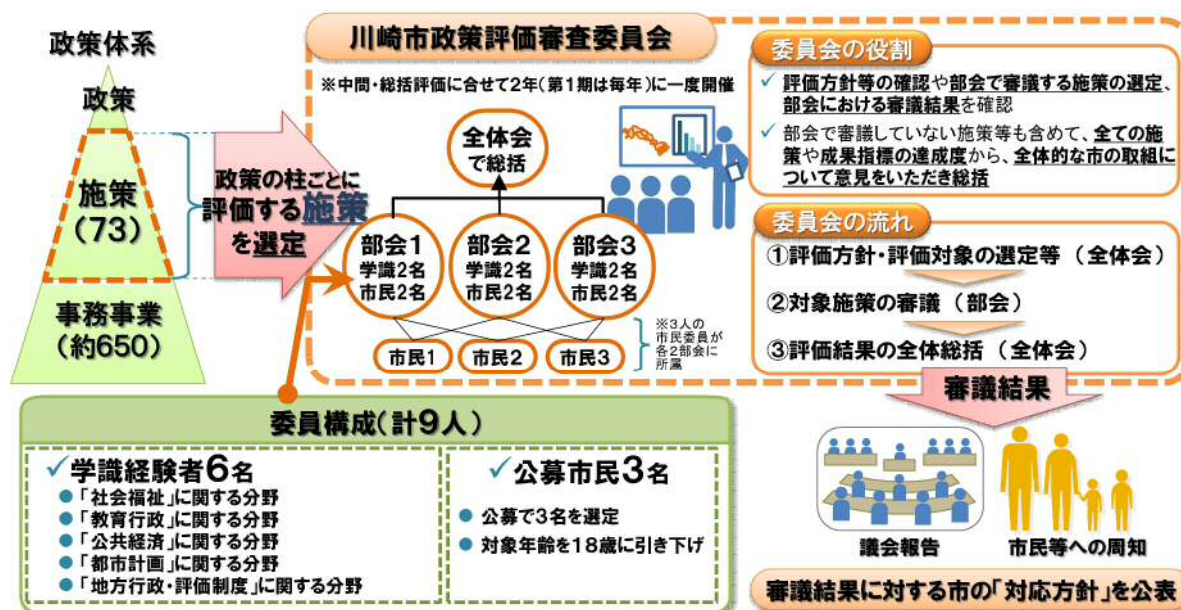 政策体系
政策
施策
(73)
事務事業
(約650)
政策の柱ごとに
評価する施策
を選定
川崎市政策評価審査委員会
※中間・総括評価に合せて2年(第1期は毎年)に一度開催
全体会
で総括
部会1
学識2名
市民2名
部会2
学識2名
市民2名
部会3
学識2名
市民2名
市民1
市民2
市民3
※3人の
市民委員が
各2部会に
所属
委員会の役割
✓ 評価方針等の確認や部会で審議する施策の選定、
部会における審議結果を確認
✓ 部会で審議していない施策等も含めて、全ての施
策や成果指標の達成度から、全体的な市の取組に
ついて意見をいただき総括
委員会の流れ
①評価方針・評価対象の選定等(全体会)
②対象施策の審議(部会)
③評価結果の全体総括(全体会)
審議結果
委員構成(計9人)
✓学識経験者6名
●「社会福祉」に関する分野
●「教育行政」に関する分野
●「公共経済」に関する分野
●「都市計画」に関する分野
●「地方行政・評価制度」に関する分野
✓公募市民3名
● 公募で3名を選定
● 対象年齢を18歳に引き下げ
議会報告
市民等への周知
審議結果に対する市の「対応方針」を公表